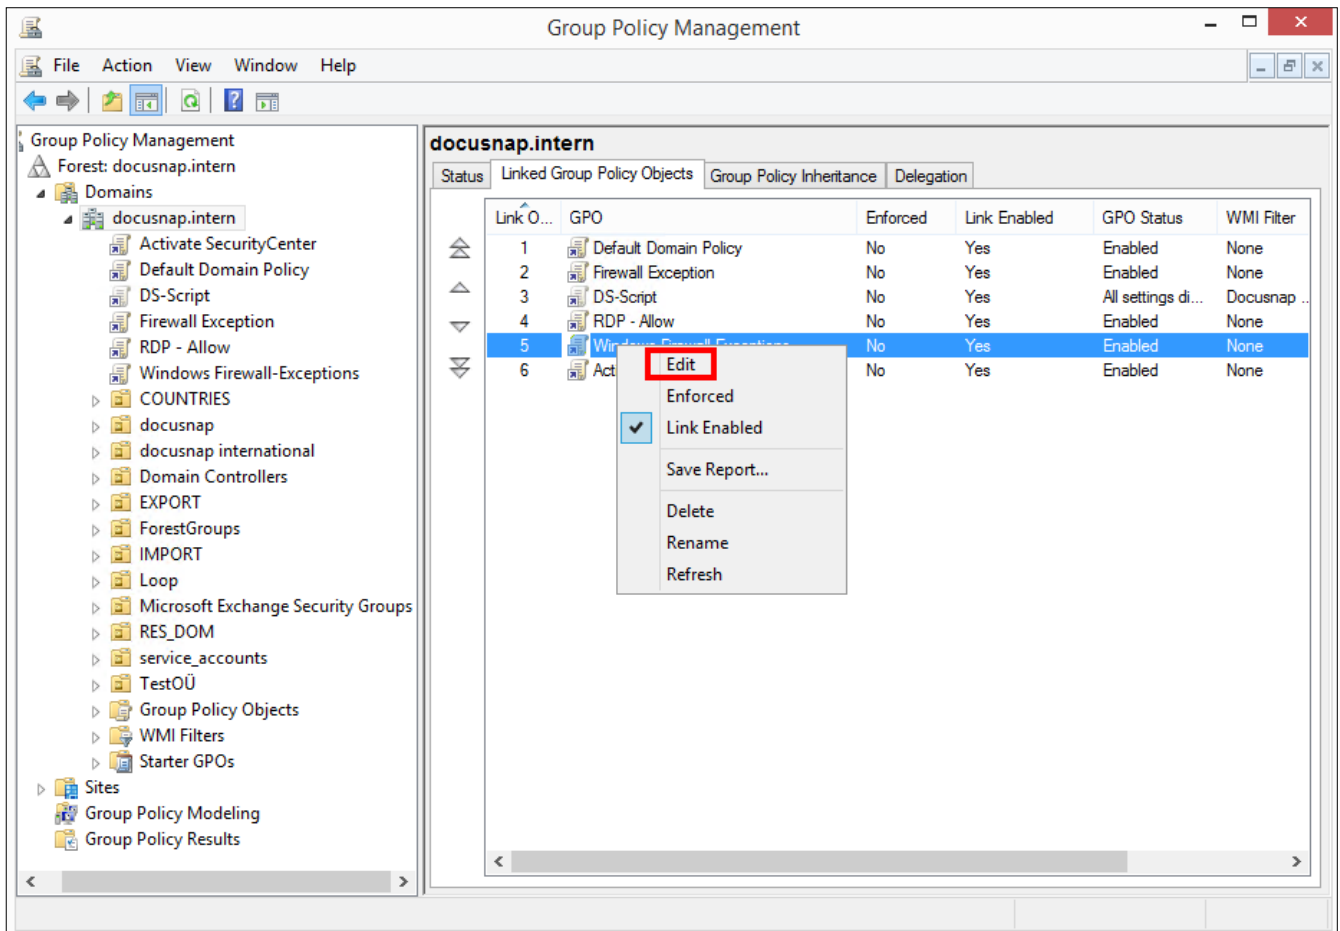 Group Policy Management
File Action View Window Help
Group Policy Management
Forest: docusnap.intern
Domains
docusnap.intern
Activate SecurityCenter
Default Domain Policy
DS-Script
Firewall Exception
RDP - Allow
Windows Firewall-Exceptions
COUNTRIES
docusnap
docusnap international
Domain Controllers
EXPORT
ForestGroups
IMPORT
Loop
Microsoft Exchange Security Groups
RES_DOM
service_accounts
TestOÜ
Group Policy Objects
WMI Filters
Starter GPOs
Sites
Group Policy Modeling
Group Policy Results
docusnap.intern
Status Linked Group Policy Objects Group Policy Inheritance Delegation
Link O... GPO Enforced Link Enabled GPO Status WMI Filter
1 Default Domain Policy No Yes Enabled None
2 Firewall Exception No Yes Enabled None
3 DS-Script No Yes All settings di... Docusnap ...
4 RDP - Allow No Yes Enabled None
5 Windows Firewall-Exceptions No Yes Enabled None
6 Act No Yes Enabled None
Edit
Enforced
Link Enabled
Save Report...
Delete
Rename
Refresh